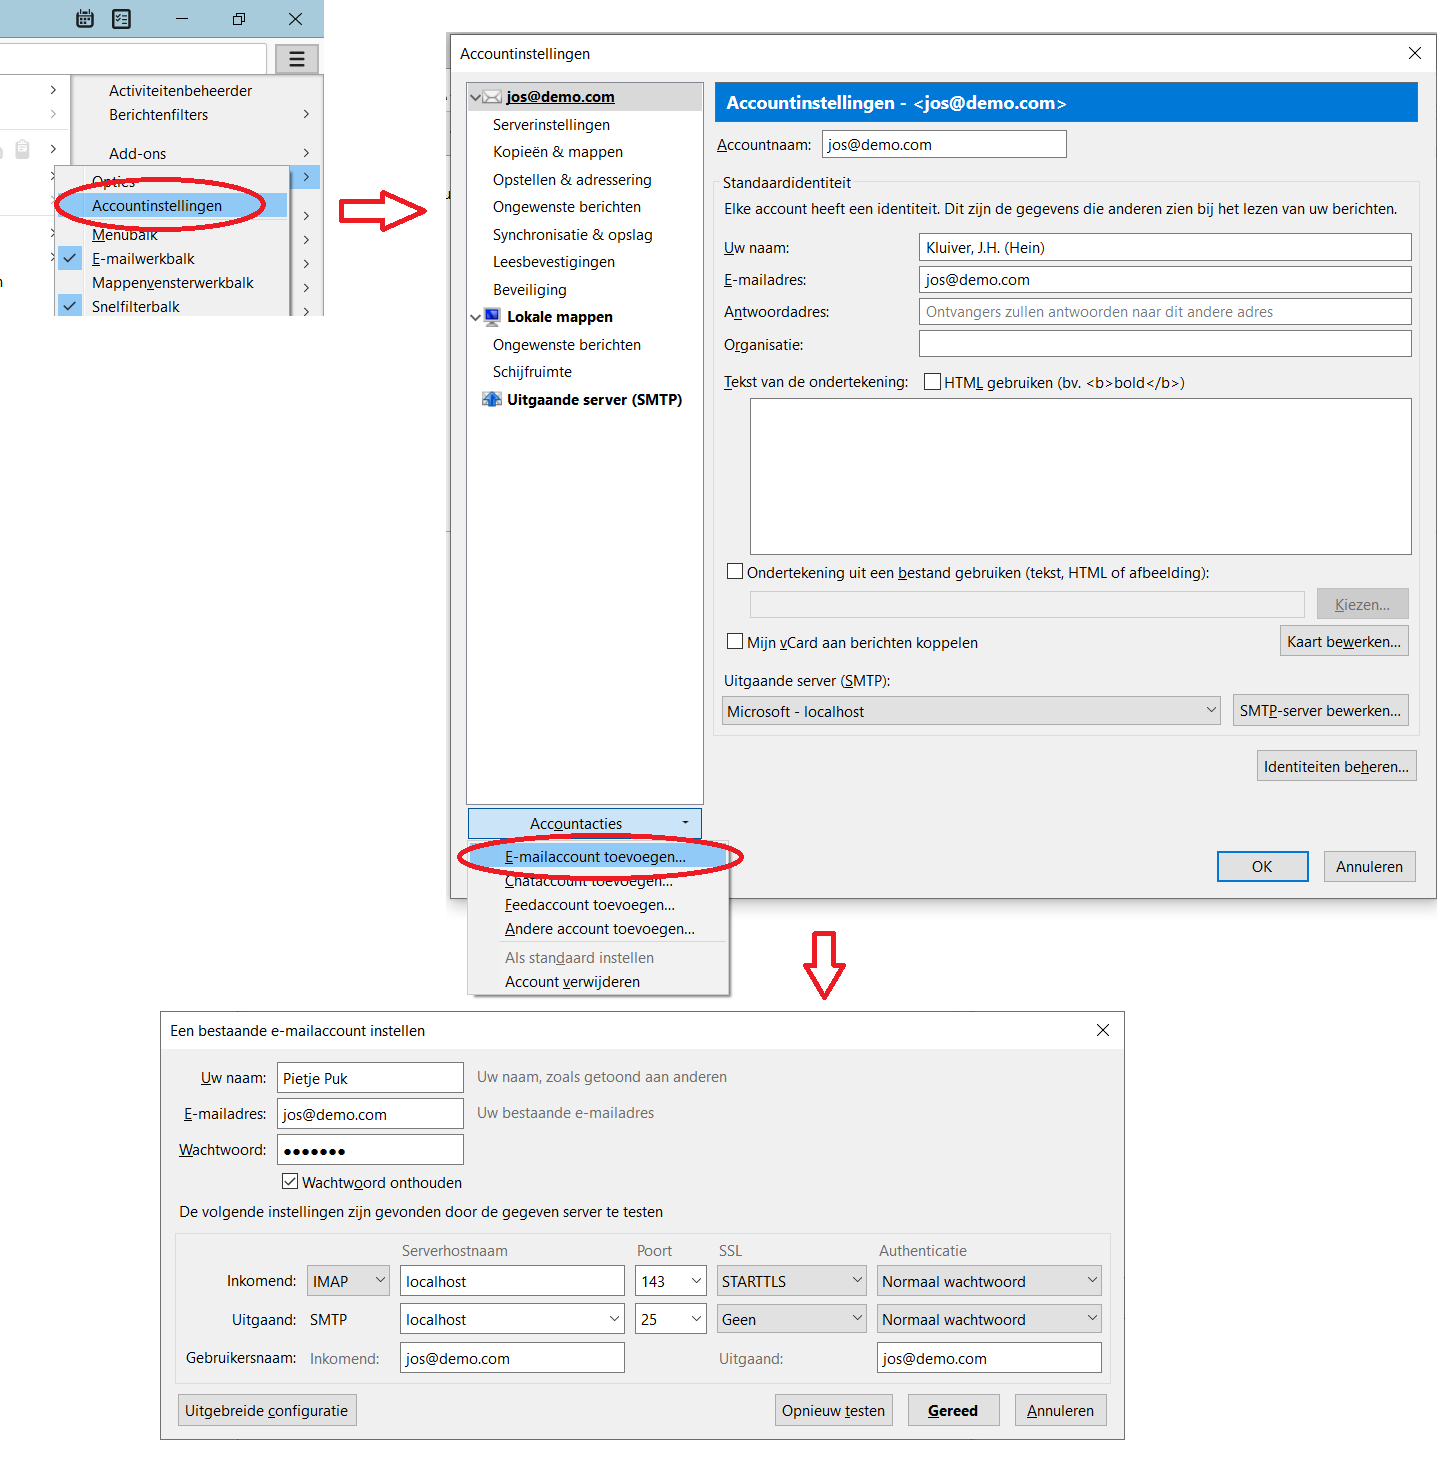 Activiteitenbeheerder
Berichtenfilters
Add-ons
Opties
Accountinstellingen
Menubalk
E-mailwerkbalk
Mappenvensterwerkbalk
Snelfilterbalk
Accountinstellingen
jos@demo.com
Serverinstellingen
Kopieën & mappen
Opstellen & adressering
Ongewenste berichten
Synchronisatie & opslag
Leesbevestigingen
Beveiliging
Lokale mappen
Ongewenste berichten
Schijfruimte
Uitgaande server (SMTP)
Accountinstellingen - <jos@demo.com>
Accountnaam: jos@demo.com
Standaardidentiteit
Elke account heeft een identiteit. Dit zijn de gegevens die anderen zien bij het lezen van uw berichten.
Uw naam: Kluiver, J.H. (Hein)
E-mailadres: jos@demo.com
Antwoordadres: Ontvangers zullen antwoorden naar dit andere adres
Organisatie:
Tekst van de ondertekening: HTML gebruiken (bv. <b>bold</b>)
Ondertekening uit een bestand gebruiken (tekst, HTML of afbeelding):
Kiezen...
Mijn vCard aan berichten koppelen Kaart bewerken...
Uitgaande server (SMTP):
Microsoft - localhost SMTP-server bewerken...
Identiteiten beheren...
OK Annuleren
Accountacties
E-mailaccount toevoegen...
Chataccount toevoegen...
Feedaccount toevoegen...
Andere account toevoegen...
Als standaard instellen
Account verwijderen
Een bestaande e-mailaccount instellen
Uw naam: Pietje Puk Uw naam, zoals getoond aan anderen
E-mailadres: jos@demo.com Uw bestaande e-mailadres
Wachtwoord: ●●●●●●●
Wachtwoord onthouden
De volgende instellingen zijn gevonden door de gegeven server te testen
Serverhostnaam Poort SSL Authenticatie
Inkomend: IMAP localhost 143 STARTTLS Normaal wachtwoord
Uitgaand: SMTP localhost 25 Geen Normaal wachtwoord
Gebruikersnaam: Inkomend: jos@demo.com Uitgaand: jos@demo.com
Uitgebreide configuratie Opnieuw testen Gereed Annuleren